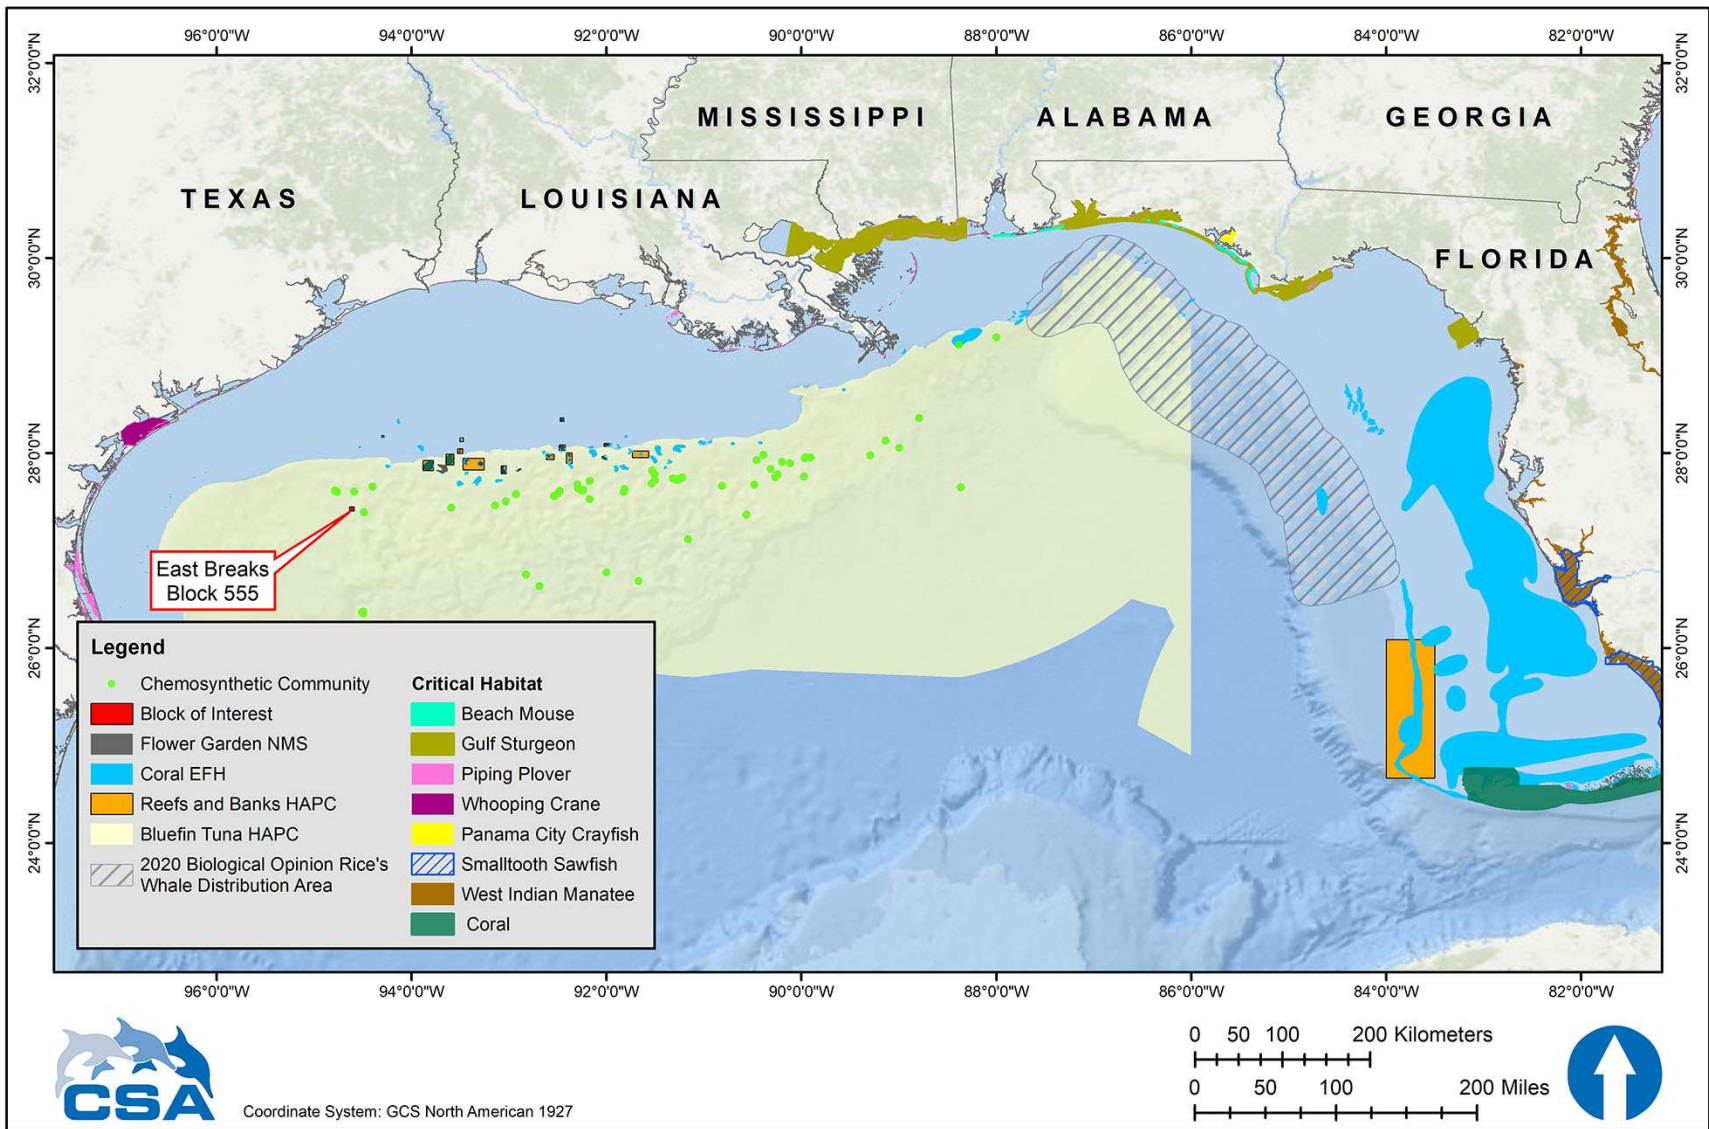 96°0'0"W 94°0'0"W 92°0'0"W 90°0'0"W 88°0'0"W 86°0'0"W 84°0'0"W 82°0'0"W
32°0'0"N 32°0'0"N
MISSISSIPPI ALABAMA GEORGIA
TEXAS LOUISIANA
30°0'0"N FLORIDA 30°0'0"N
28°0'0"N 28°0'0"N
East Breaks
Block 555
26°0'0"N 26°0'0"N
Legend
Chemosynthetic Community
Block of Interest
Flower Garden NMS
Coral EFH
Reefs and Banks HAPC
Bluefin Tuna HAPC
2020 Biological Opinion Rice's
Whale Distribution Area
Critical Habitat
Beach Mouse
Gulf Sturgeon
Piping Plover
Whooping Crane
Panama City Crayfish
Smalltooth Sawfish
West Indian Manatee
Coral
24°0'0"N 24°0'0"N
96°0'0"W 94°0'0"W 92°0'0"W 90°0'0"W 88°0'0"W 86°0'0"W 84°0'0"W 82°0'0"W
CSA
Coordinate System: GCS North American 1927
0 50 100 200 Kilometers
0 50 100 200 Miles